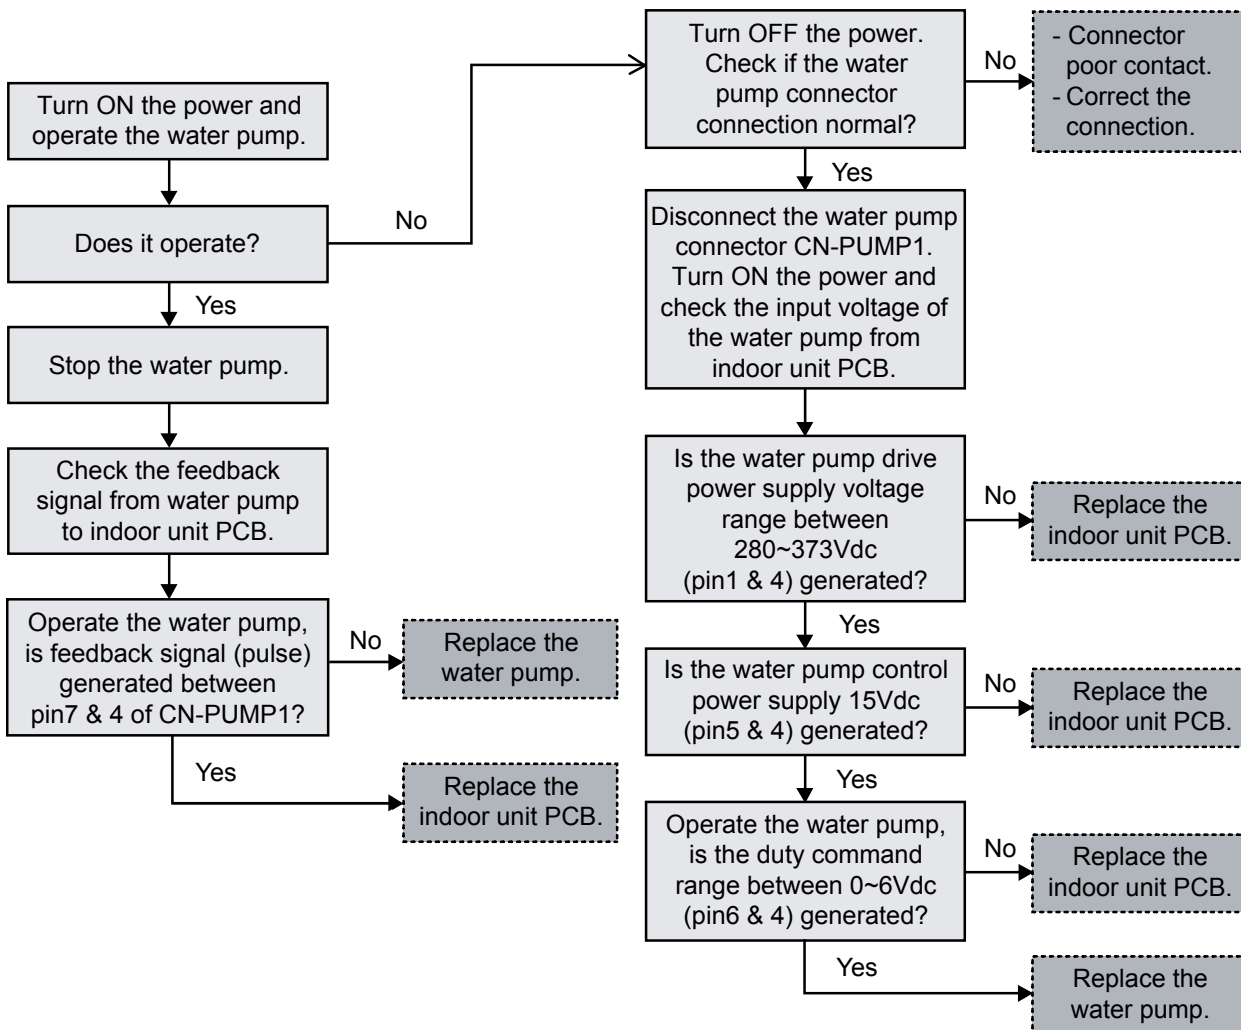 Turn ON the power and
operate the water pump.
Does it operate?
No
Yes
Stop the water pump.
Check the feedback
signal from water pump
to indoor unit PCB.
Operate the water pump,
is feedback signal (pulse)
generated between
pin7 & 4 of CN-PUMP1?
No
Replace the
water pump.
Yes
Replace the
indoor unit PCB.
Turn OFF the power.
Check if the water
pump connector
connection normal?
No
- Connector
poor contact.
- Correct the
connection.
Yes
Disconnect the water pump
connector CN-PUMP1.
Turn ON the power and
check the input voltage of
the water pump from
indoor unit PCB.
Is the water pump drive
power supply voltage
range between
280~373Vdc
(pin1 & 4) generated?
No
Replace the
indoor unit PCB.
Yes
Is the water pump control
power supply 15Vdc
(pin5 & 4) generated?
No
Replace the
indoor unit PCB.
Yes
Operate the water pump,
is the duty command
range between 0~6Vdc
(pin6 & 4) generated?
No
Replace the
indoor unit PCB.
Yes
Replace the
water pump.